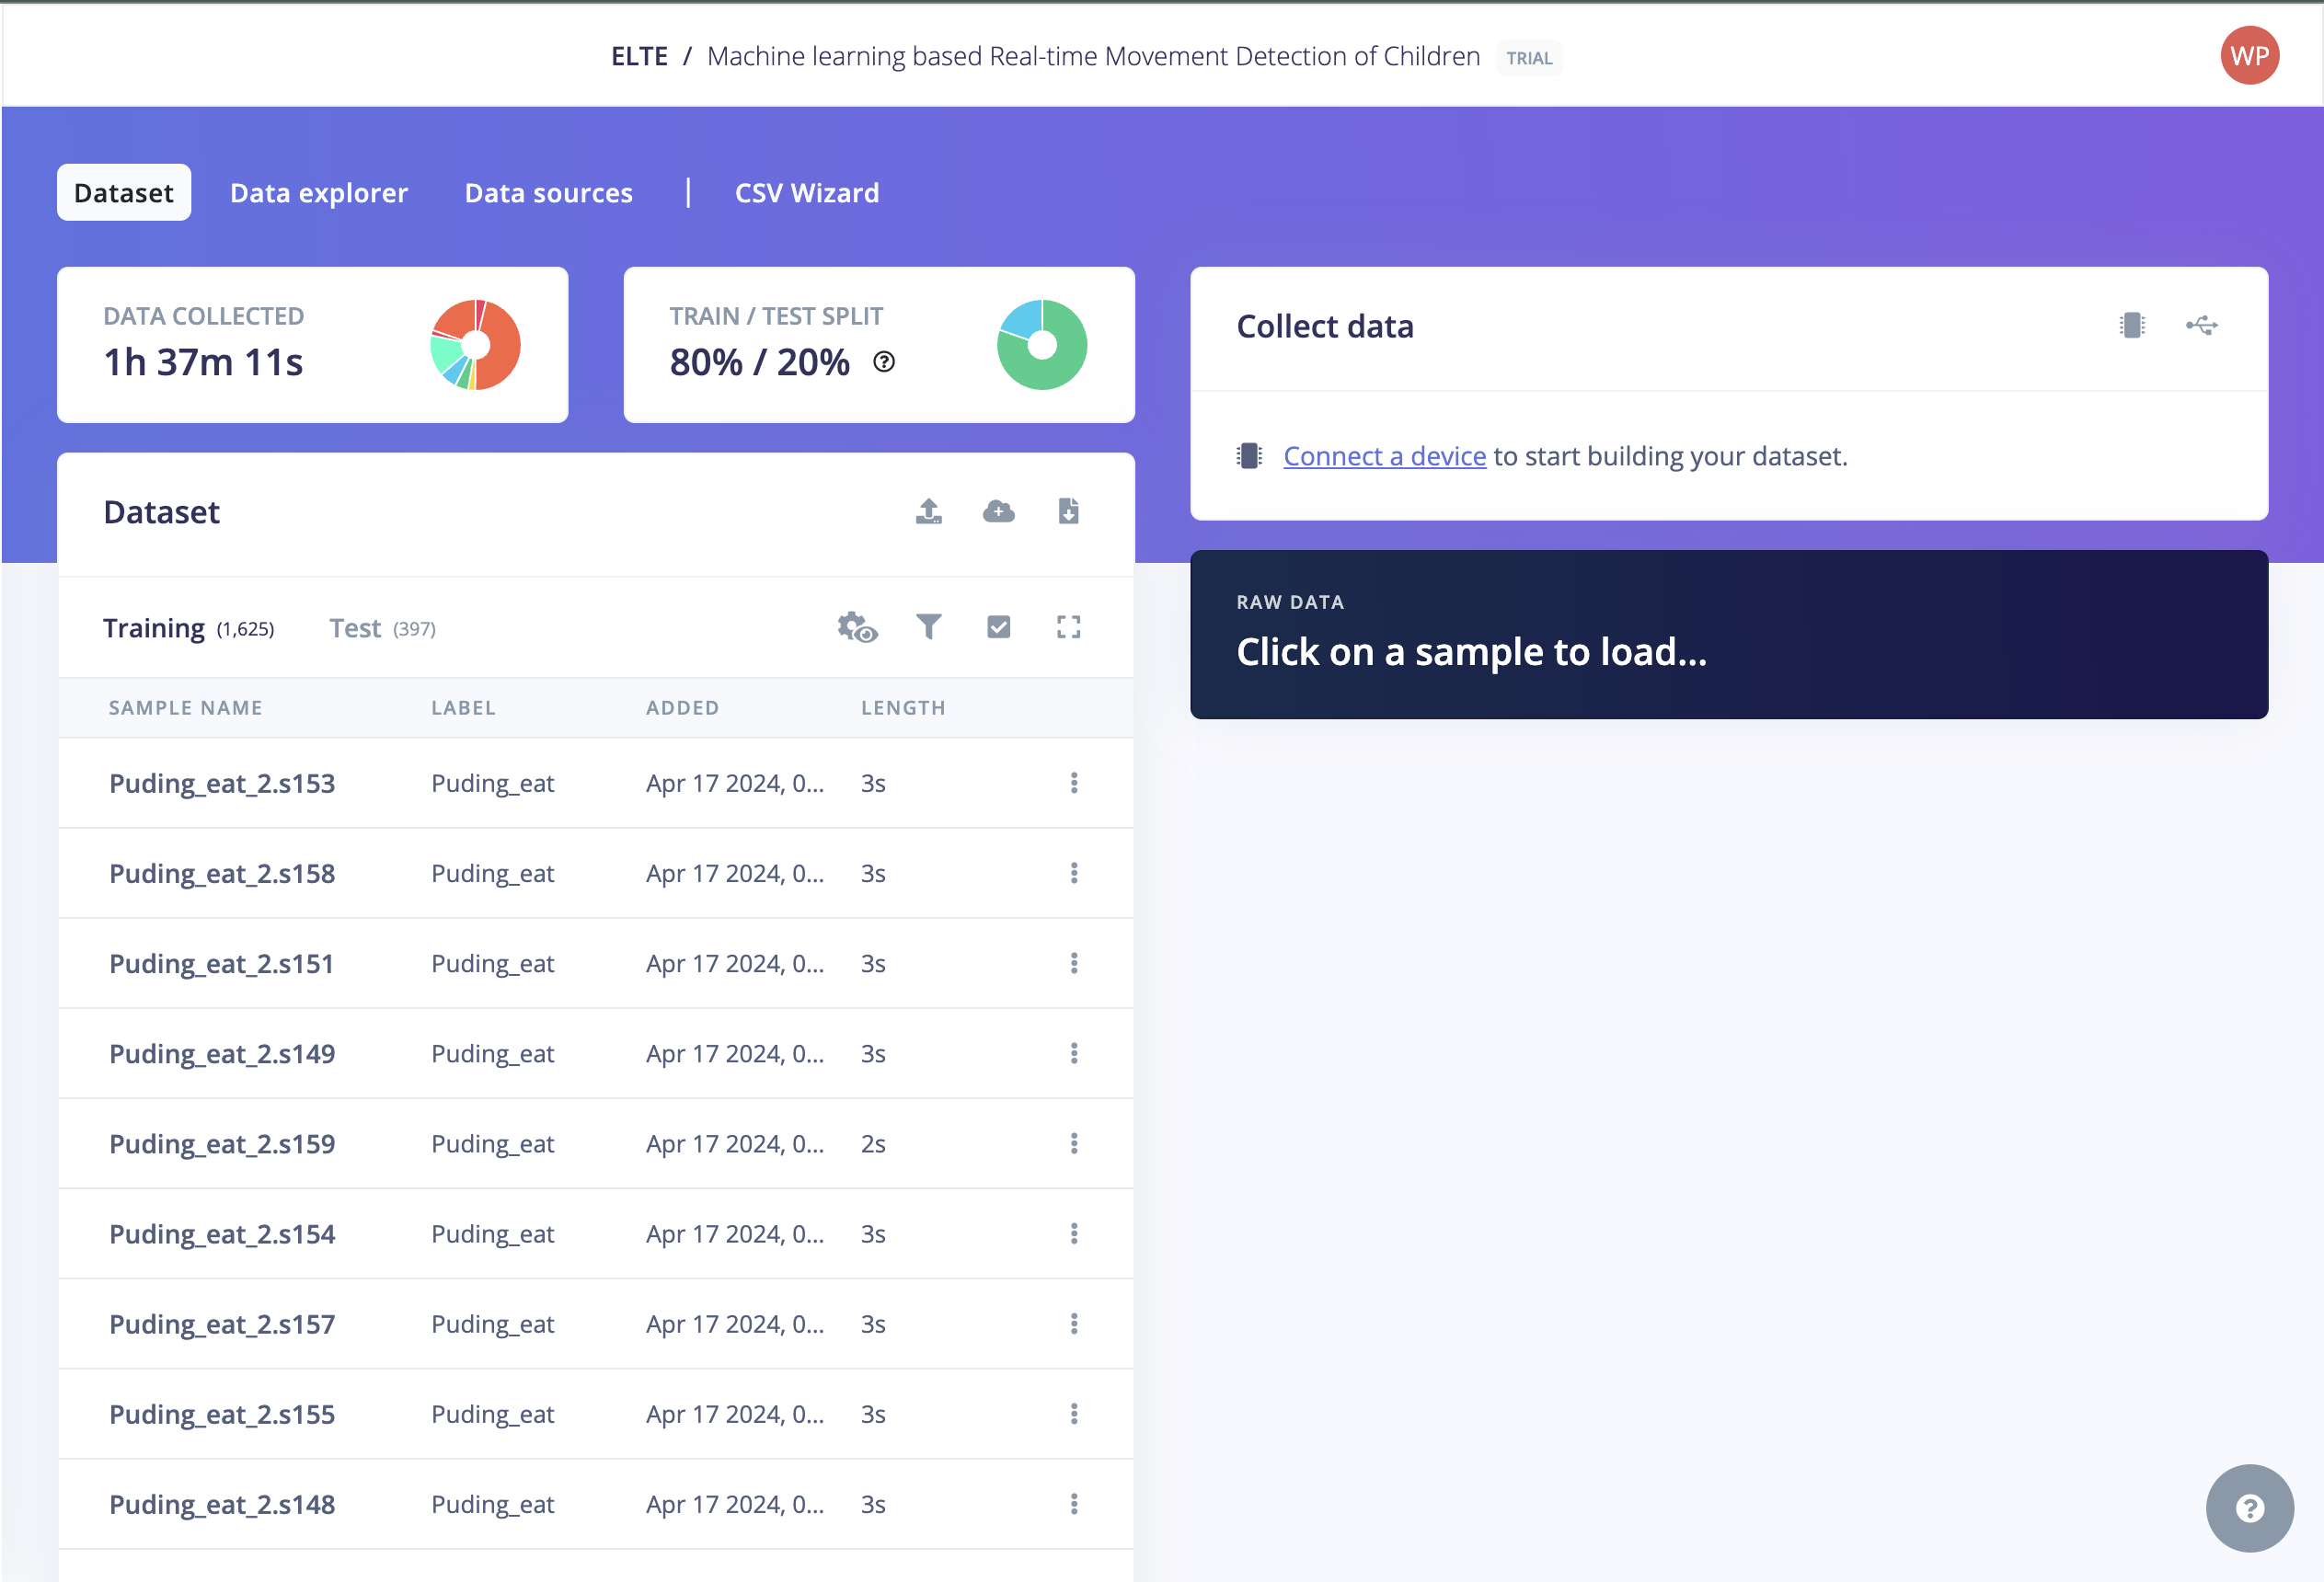 ELTE / Machine learning based Real-time Movement Detection of Children TRIAL
WP
Dataset Data explorer Data sources | CSV Wizard
DATA COLLECTED
1h 37m 11s
TRAIN / TEST SPLIT
80% / 20% ?
Collect data
Connect a device to start building your dataset.
Dataset
RAW DATA
Click on a sample to load...
Training (1,625) Test (397)
SAMPLE NAME LABEL ADDED LENGTH
Puding_eat_2.s153 Puding_eat Apr 17 2024, 0... 3s
Puding_eat_2.s158 Puding_eat Apr 17 2024, 0... 3s
Puding_eat_2.s151 Puding_eat Apr 17 2024, 0... 3s
Puding_eat_2.s149 Puding_eat Apr 17 2024, 0... 3s
Puding_eat_2.s159 Puding_eat Apr 17 2024, 0... 2s
Puding_eat_2.s154 Puding_eat Apr 17 2024, 0... 3s
Puding_eat_2.s157 Puding_eat Apr 17 2024, 0... 3s
Puding_eat_2.s155 Puding_eat Apr 17 2024, 0... 3s
Puding_eat_2.s148 Puding_eat Apr 17 2024, 0... 3s
?